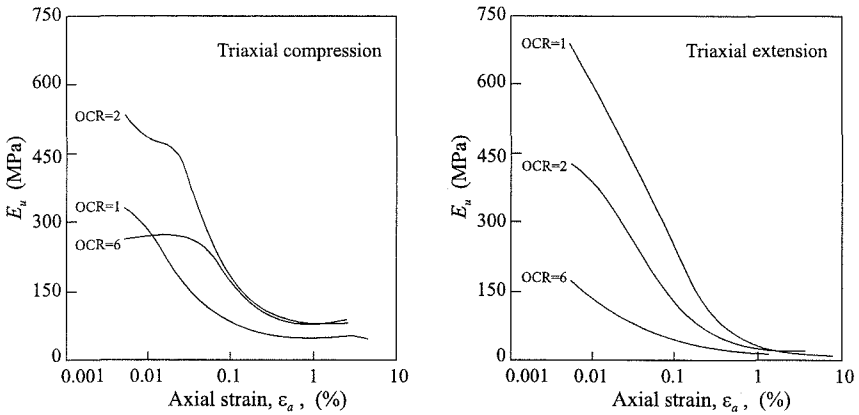 750
600
450
300
150
0
E_u (MPa)
Triaxial compression
OCR=2
OCR=1
OCR=6
0.001
0.01
0.1
1
10
Axial strain, ε_a , (%)
750
600
450
300
150
0
E_u (MPa)
Triaxial extension
OCR=1
OCR=2
OCR=6
0.001
0.01
0.1
1
10
Axial strain, ε_a , (%)